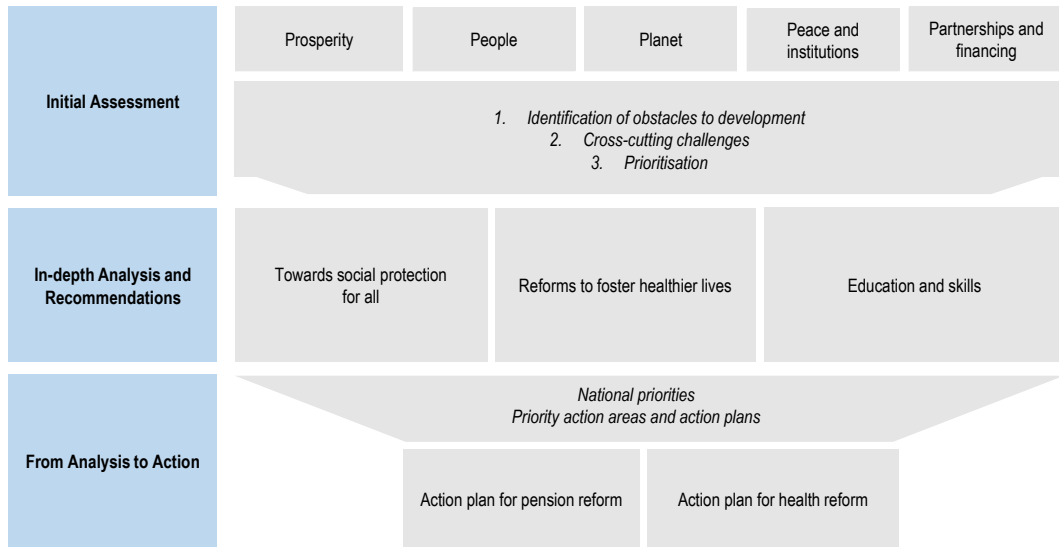 Initial Assessment
Prosperity
People
Planet
Peace and
institutions
Partnerships and
financing
1. Identification of obstacles to development
2. Cross-cutting challenges
3. Prioritisation
In-depth Analysis and
Recommendations
Towards social protection
for all
Reforms to foster healthier lives
Education and skills
From Analysis to Action
National priorities
Priority action areas and action plans
Action plan for pension reform
Action plan for health reform